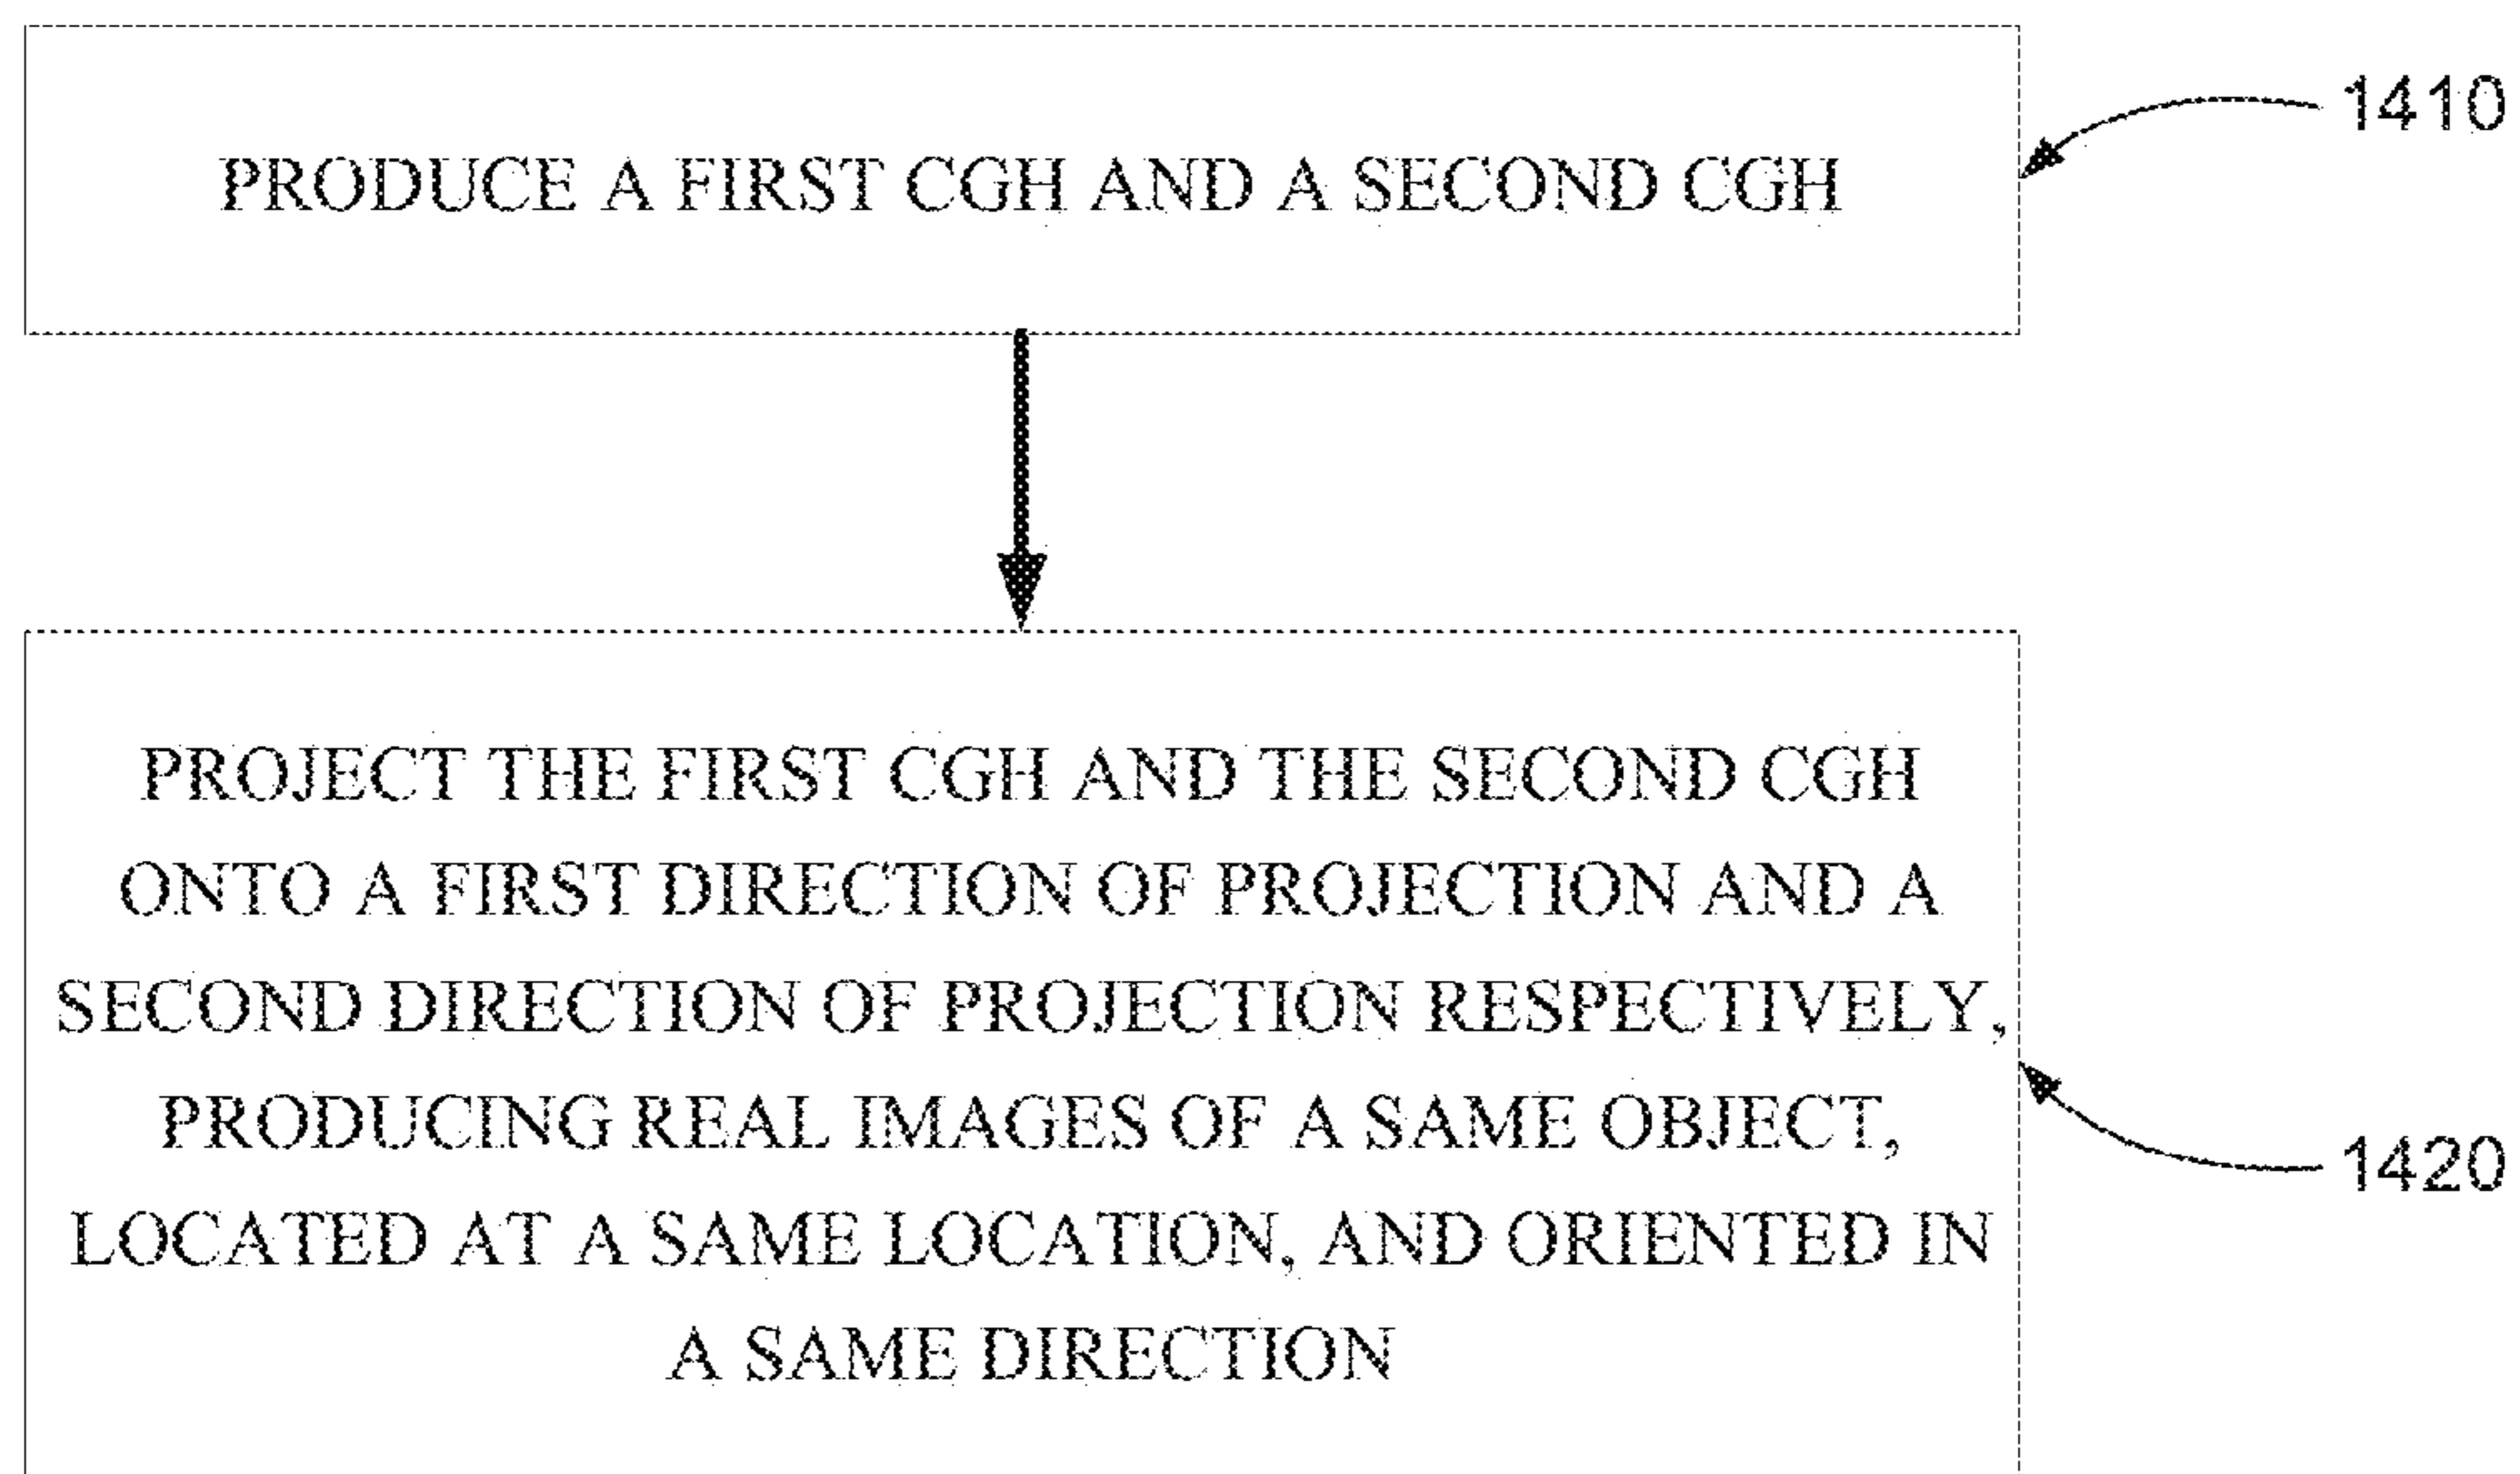 1410
PRODUCE A FIRST CGH AND A SECOND CGH
PROJECT THE FIRST CGH AND THE SECOND CGH
ONTO A FIRST DIRECTION OF PROJECTION AND A
SECOND DIRECTION OF PROJECTION RESPECTIVELY,
PRODUCING REAL IMAGES OF A SAME OBJECT,
LOCATED AT A SAME LOCATION, AND ORIENTED IN
A SAME DIRECTION
1420